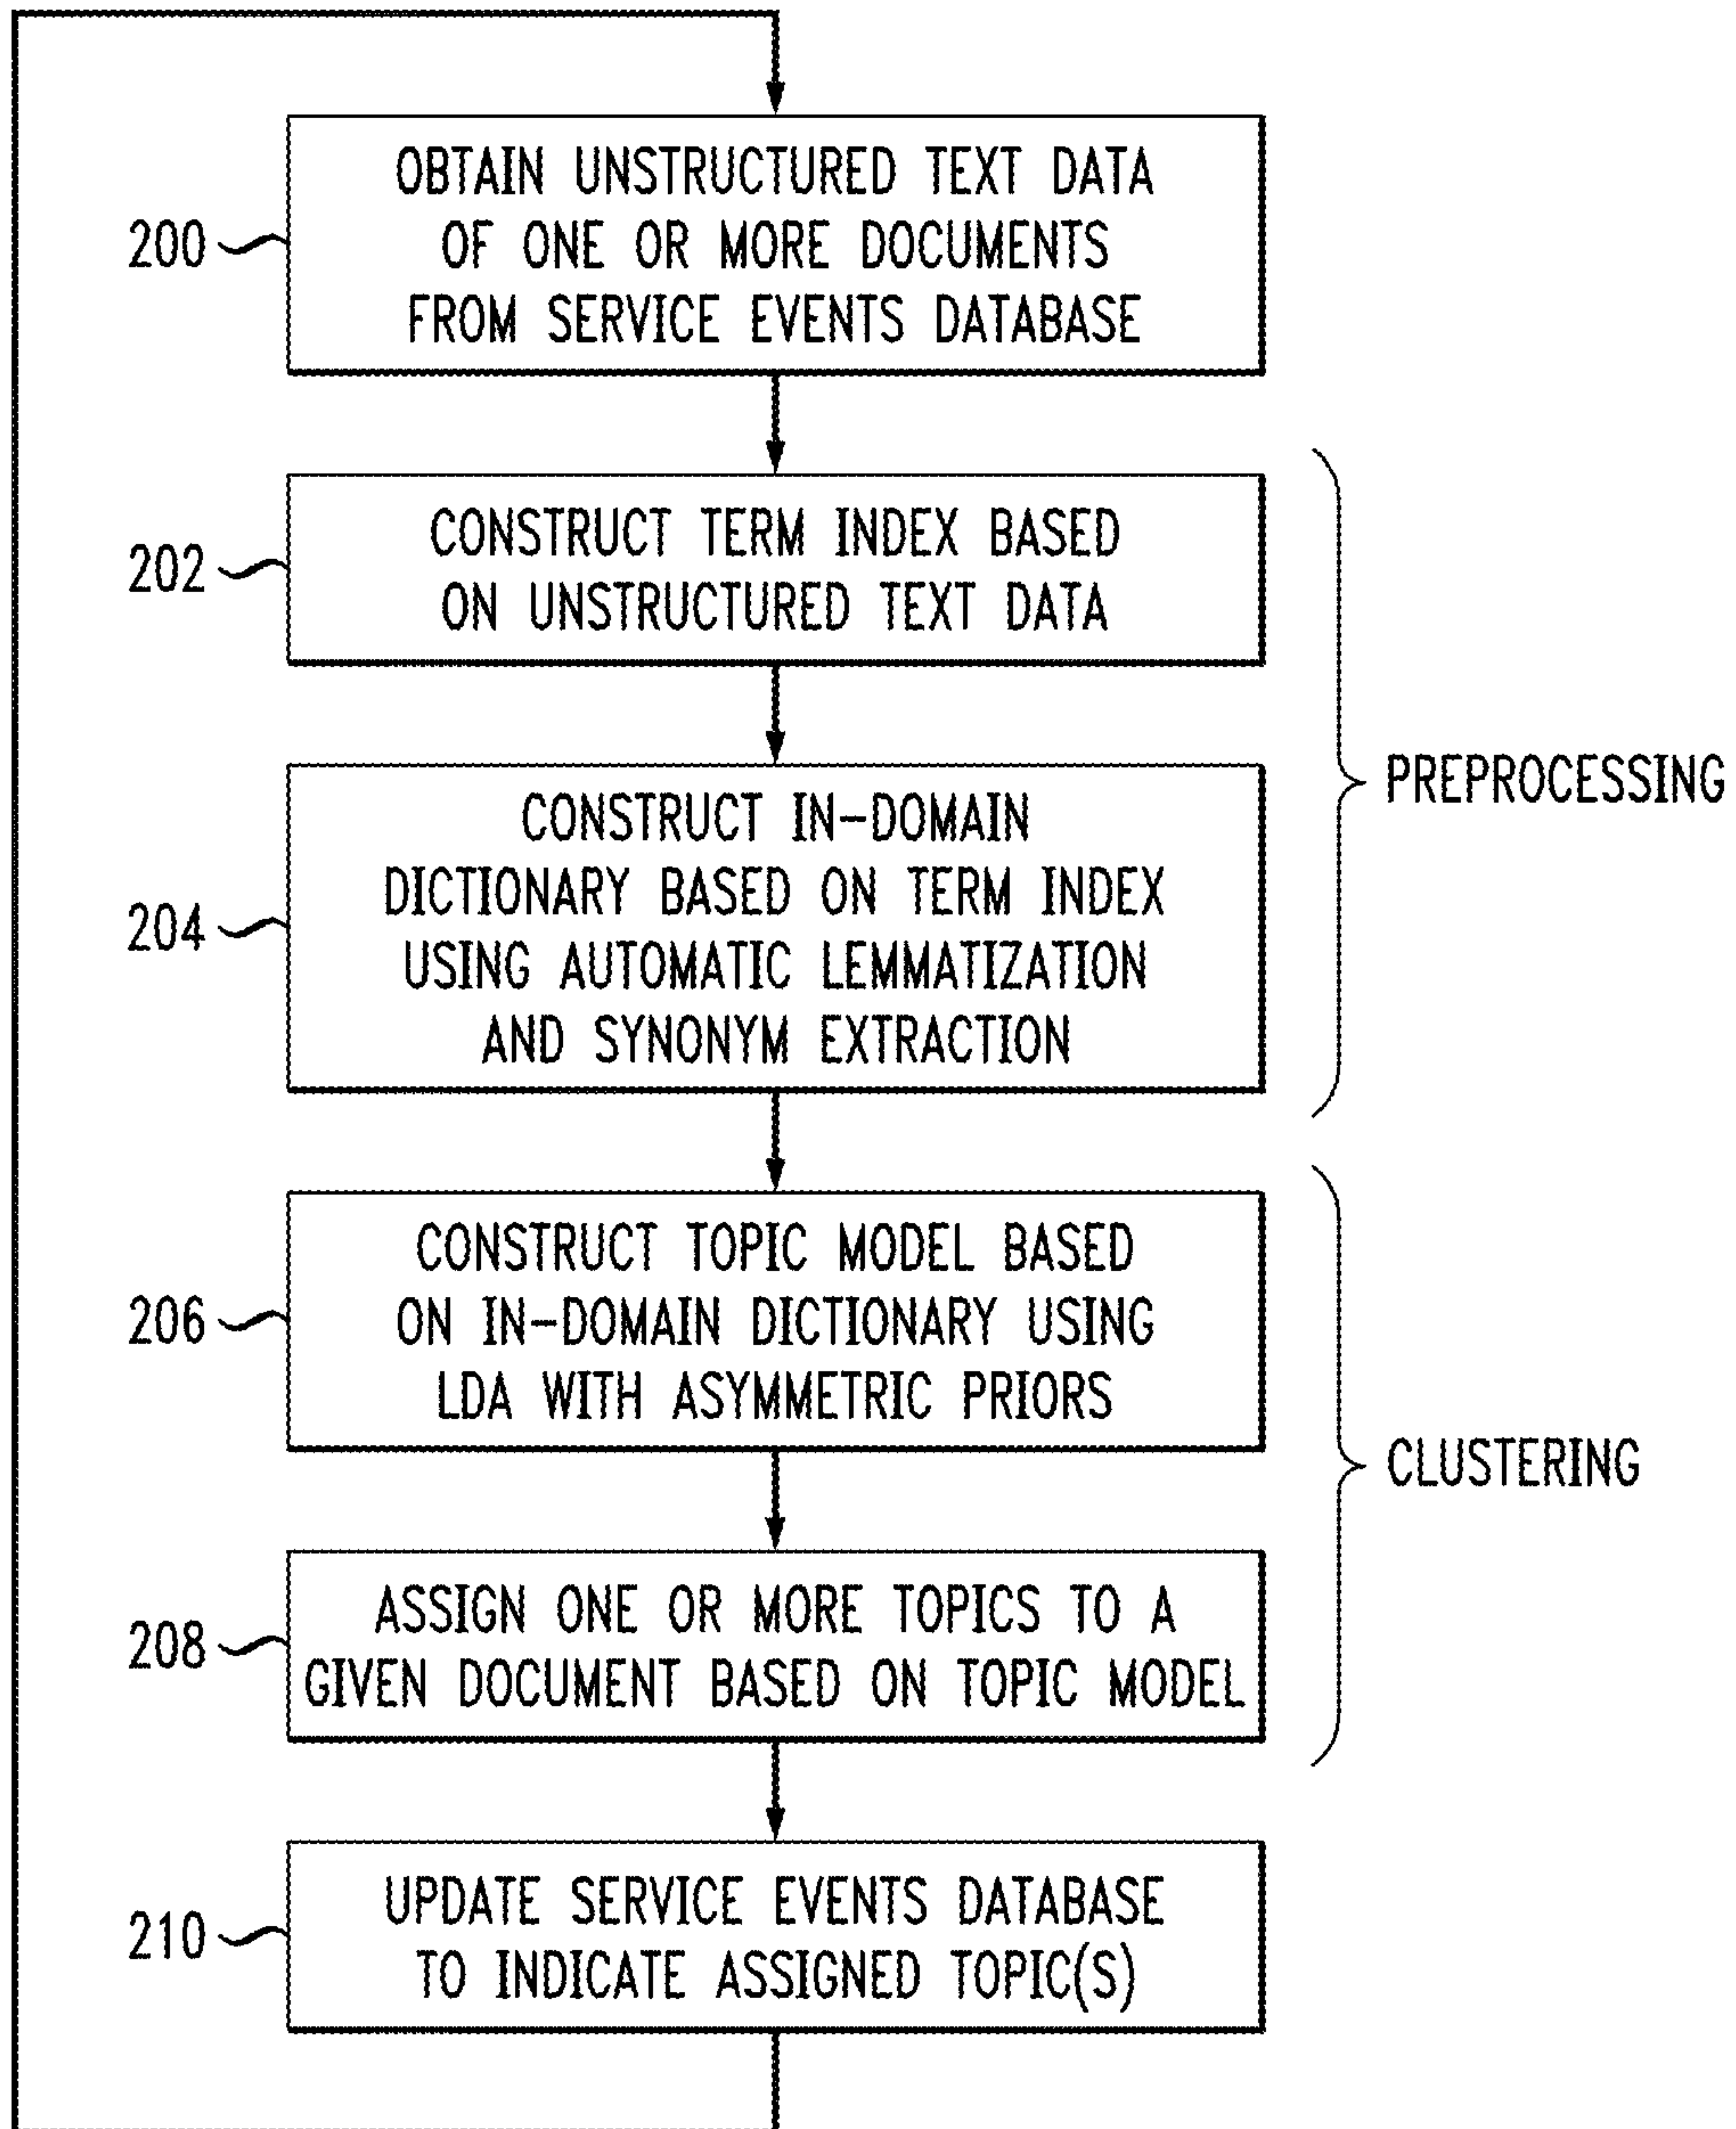 OBTAIN UNSTRUCTURED TEXT DATA
OF ONE OR MORE DOCUMENTS
FROM SERVICE EVENTS DATABASE
200
CONSTRUCT TERM INDEX BASED
ON UNSTRUCTURED TEXT DATA
202
CONSTRUCT IN-DOMAIN
DICTIONARY BASED ON TERM INDEX
USING AUTOMATIC LEMMATIZATION
AND SYNONYM EXTRACTION
204
PREPROCESSING
CONSTRUCT TOPIC MODEL BASED
ON IN-DOMAIN DICTIONARY USING
LDA WITH ASYMMETRIC PRIORS
206
ASSIGN ONE OR MORE TOPICS TO A
GIVEN DOCUMENT BASED ON TOPIC MODEL
208
CLUSTERING
UPDATE SERVICE EVENTS DATABASE
TO INDICATE ASSIGNED TOPIC(S)
210